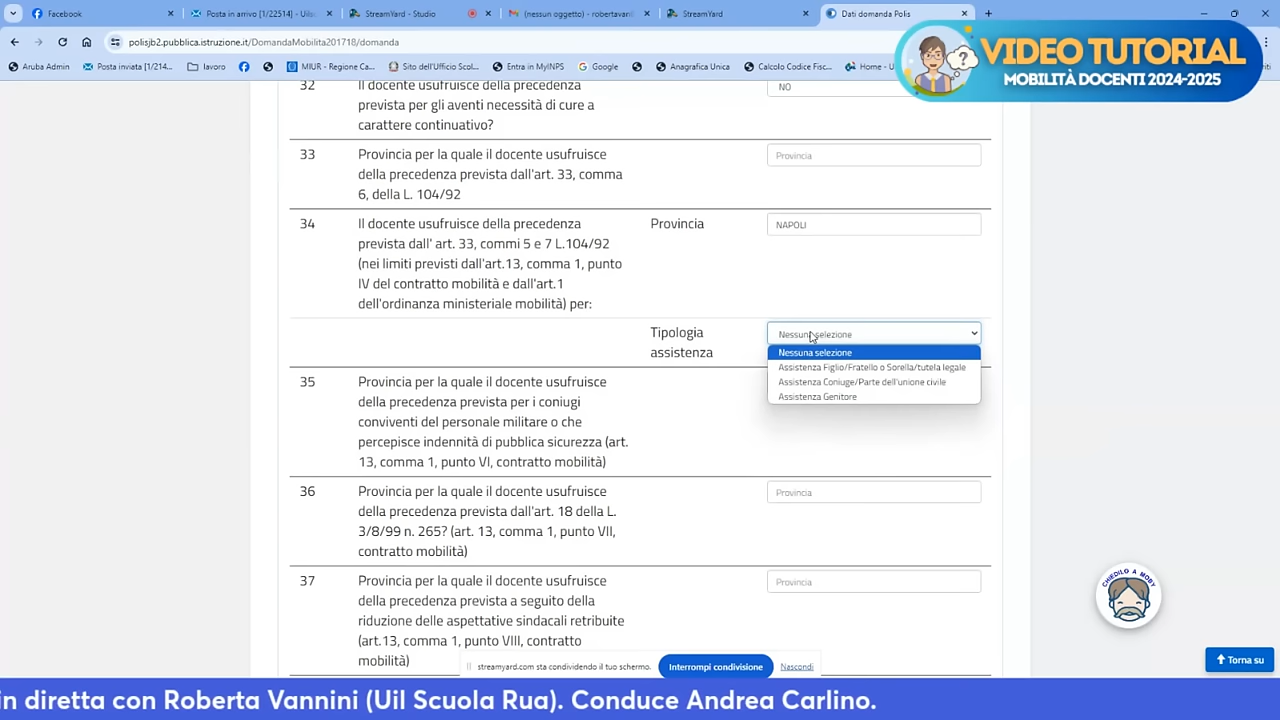 Facebook
Posta in arrivo [1/22514] - Uils
StreamYard - Studio
(nessun oggetto) - robertavan
StreamYard
Dati domanda Polis
polisjb2.pubblica.istruzione.it/DomandaMobilita201718/domanda
Aruba Admin
Posta inviata [1/214...
lavoro
MIUR - Regione Ca...
Sito dell'Ufficio Scol...
Entra in MyINPS
Google
Anagrafica Unica
Calcolo Codice Fisc...
Home - U
VIDEO TUTORIAL
MOBILITÀ DOCENTI 2024-2025
32 Il docente usufruisce della precedenza NO
prevista per gli aventi necessità di cure a
carattere continuativo?
33 Provincia per la quale il docente usufruisce Provincia
della precedenza prevista dall'art. 33, comma
6, della L. 104/92
34 Il docente usufruisce della precedenza Provincia NAPOLI
prevista dall' art. 33, commi 5 e 7 L.104/92
(nei limiti previsti dall'art.13, comma 1, punto
IV del contratto mobilità e dall'art.1
dell'ordinanza ministeriale mobilità) per:
Tipologia
assistenza
Nessuna selezione
Nessuna selezione
Assistenza Figlio/Fratello o Sorella/tutela legale
Assistenza Coniuge/Parte dell'unione civile
Assistenza Genitore
35 Provincia per la quale il docente usufruisce
della precedenza prevista per i coniugi
conviventi del personale militare o che
percepisce indennità di pubblica sicurezza (art.
13, comma 1, punto VI, contratto mobilità)
36 Provincia per la quale il docente usufruisce Provincia
della precedenza prevista dall'art. 18 della L.
3/8/99 n. 265? (art. 13, comma 1, punto VII,
contratto mobilità)
37 Provincia per la quale il docente usufruisce Provincia
della precedenza prevista a seguito della
riduzione delle aspettative sindacali retribuite
(art.13, comma 1, punto VIII, contratto
mobilità)
CHIEDILO A MOBY
Torna su
streamyard.com sta condividendo il tuo schermo. Interrompi condivisione Nascondi
in diretta con Roberta Vannini (Uil Scuola Rua). Conduce Andrea Carlino.